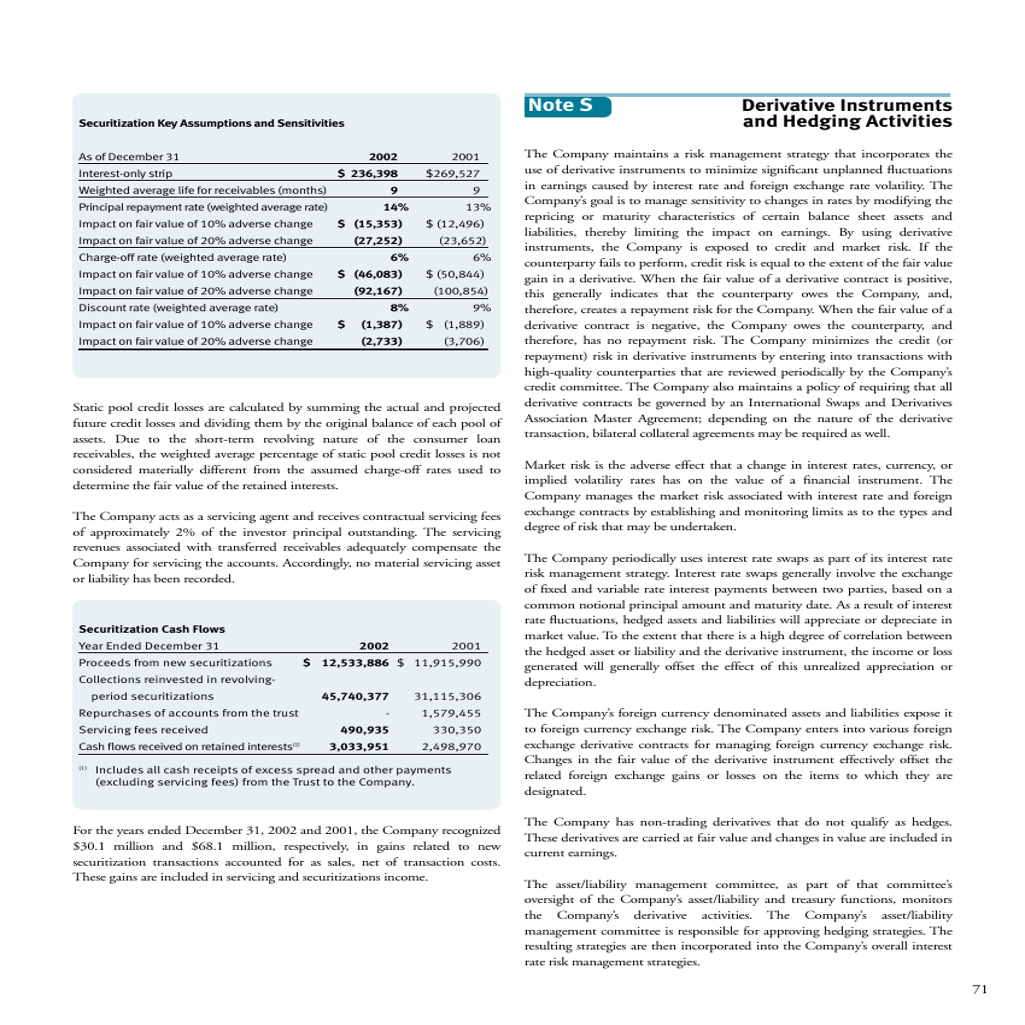 Securitization Key Assumptions and Sensitivities
As of December 31 2002 2001
Interest-only strip $ 236,398 $269,527
Weighted average life for receivables (months) 9 9
Principal repayment rate (weighted average rate) 14% 13%
Impact on fair value of 10% adverse change $ (15,353) $ (12,496)
Impact on fair value of 20% adverse change (27,252) (23,652)
Charge-off rate (weighted average rate) 6% 6%
Impact on fair value of 10% adverse change $ (46,083) $ (50,844)
Impact on fair value of 20% adverse change (92,167) (100,854)
Discount rate (weighted average rate) 8% 9%
Impact on fair value of 10% adverse change $ (1,387) $ (1,889)
Impact on fair value of 20% adverse change (2,733) (3,706)
Static pool credit losses are calculated by summing the actual and projected
future credit losses and dividing them by the original balance of each pool of
assets. Due to the short-term revolving nature of the consumer loan
receivables, the weighted average percentage of static pool credit losses is not
considered materially different from the assumed charge-off rates used to
determine the fair value of the retained interests.
The Company acts as a servicing agent and receives contractual servicing fees
of approximately 2% of the investor principal outstanding. The servicing
revenues associated with transferred receivables adequately compensate the
Company for servicing the accounts. Accordingly, no material servicing asset
or liability has been recorded.
Securitization Cash Flows
Year Ended December 31 2002 2001
Proceeds from new securitizations $ 12,533,886 $ 11,915,990
Collections reinvested in revolving-
period securitizations 45,740,377 31,115,306
Repurchases of accounts from the trust - 1,579,455
Servicing fees received 490,935 330,350
Cash flows received on retained interests(1) 3,033,951 2,498,970
(1) Includes all cash receipts of excess spread and other payments
(excluding servicing fees) from the Trust to the Company.
For the years ended December 31, 2002 and 2001, the Company recognized
$30.1 million and $68.1 million, respectively, in gains related to new
securitization transactions accounted for as sales, net of transaction costs.
These gains are included in servicing and securitizations income.
Note S Derivative Instruments
and Hedging Activities
The Company maintains a risk management strategy that incorporates the
use of derivative instruments to minimize significant unplanned fluctuations
in earnings caused by interest rate and foreign exchange rate volatility. The
Company's goal is to manage sensitivity to changes in rates by modifying the
repricing or maturity characteristics of certain balance sheet assets and
liabilities, thereby limiting the impact on earnings. By using derivative
instruments, the Company is exposed to credit and market risk. If the
counterparty fails to perform, credit risk is equal to the extent of the fair value
gain in a derivative. When the fair value of a derivative contract is positive,
this generally indicates that the counterparty owes the Company, and,
therefore, creates a repayment risk for the Company. When the fair value of a
derivative contract is negative, the Company owes the counterparty, and
therefore, has no repayment risk. The Company minimizes the credit (or
repayment) risk in derivative instruments by entering into transactions with
high-quality counterparties that are reviewed periodically by the Company's
credit committee. The Company also maintains a policy of requiring that all
derivative contracts be governed by an International Swaps and Derivatives
Association Master Agreement; depending on the nature of the derivative
transaction, bilateral collateral agreements may be required as well.
Market risk is the adverse effect that a change in interest rates, currency, or
implied volatility rates has on the value of a financial instrument. The
Company manages the market risk associated with interest rate and foreign
exchange contracts by establishing and monitoring limits as to the types and
degree of risk that may be undertaken.
The Company periodically uses interest rate swaps as part of its interest rate
risk management strategy. Interest rate swaps generally involve the exchange
of fixed and variable rate interest payments between two parties, based on a
common notional principal amount and maturity date. As a result of interest
rate fluctuations, hedged assets and liabilities will appreciate or depreciate in
market value. To the extent that there is a high degree of correlation between
the hedged asset or liability and the derivative instrument, the income or loss
generated will generally offset the effect of this unrealized appreciation or
depreciation.
The Company's foreign currency denominated assets and liabilities expose it
to foreign currency exchange risk. The Company enters into various foreign
exchange derivative contracts for managing foreign currency exchange risk.
Changes in the fair value of the derivative instrument effectively offset the
related foreign exchange gains or losses on the items to which they are
designated.
The Company has non-trading derivatives that do not qualify as hedges.
These derivatives are carried at fair value and changes in value are included in
current earnings.
The asset/liability management committee, as part of that committee's
oversight of the Company's asset/liability and treasury functions, monitors
the Company's derivative activities. The Company's asset/liability
management committee is responsible for approving hedging strategies. The
resulting strategies are then incorporated into the Company's overall interest
rate risk management strategies.
71